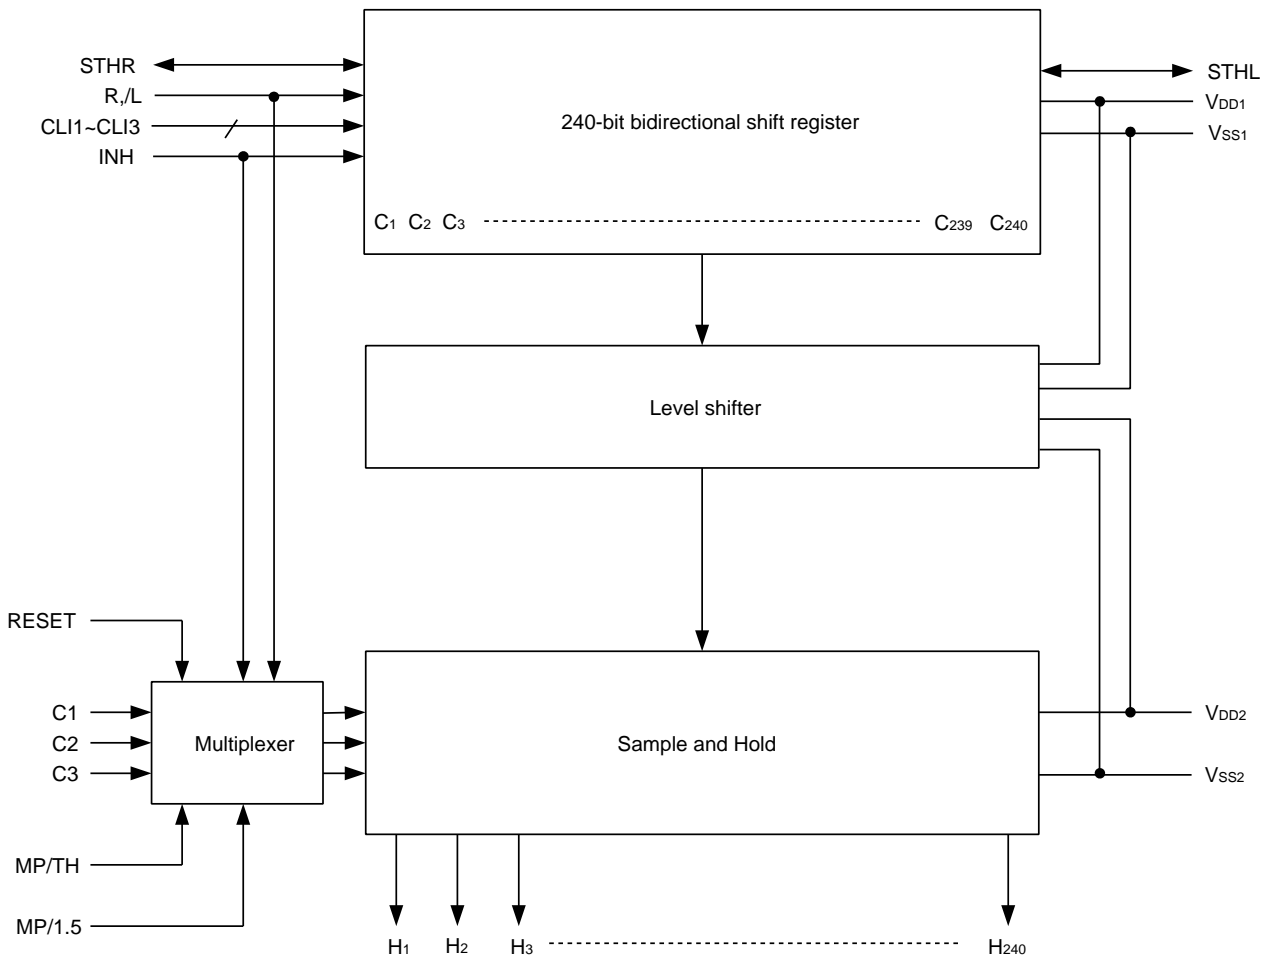 STHR
R,/L
CLI1~CLI3
INH
240-bit bidirectional shift register
STHL
VDD1
VSS1
C1 C2 C3 C239 C240
Level shifter
RESET
C1
C2
C3
Multiplexer
Sample and Hold
VDD2
VSS2
MP/TH
MP/1.5
H1 H2 H3 H240